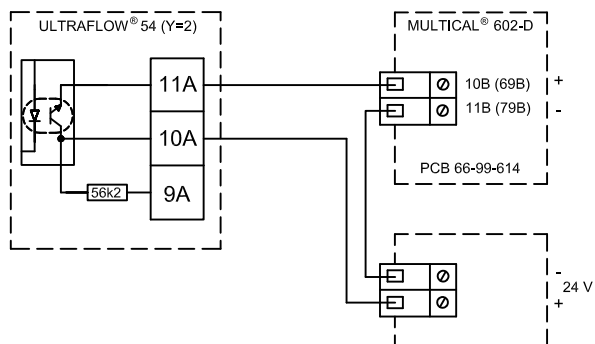 ULTRAFLOW® 54 (Y=2)
11A
10A
56k2
9A
MULTICAL® 602-D
10B (69B) +
11B (79B) -
PCB 66-99-614
-
24 V
+